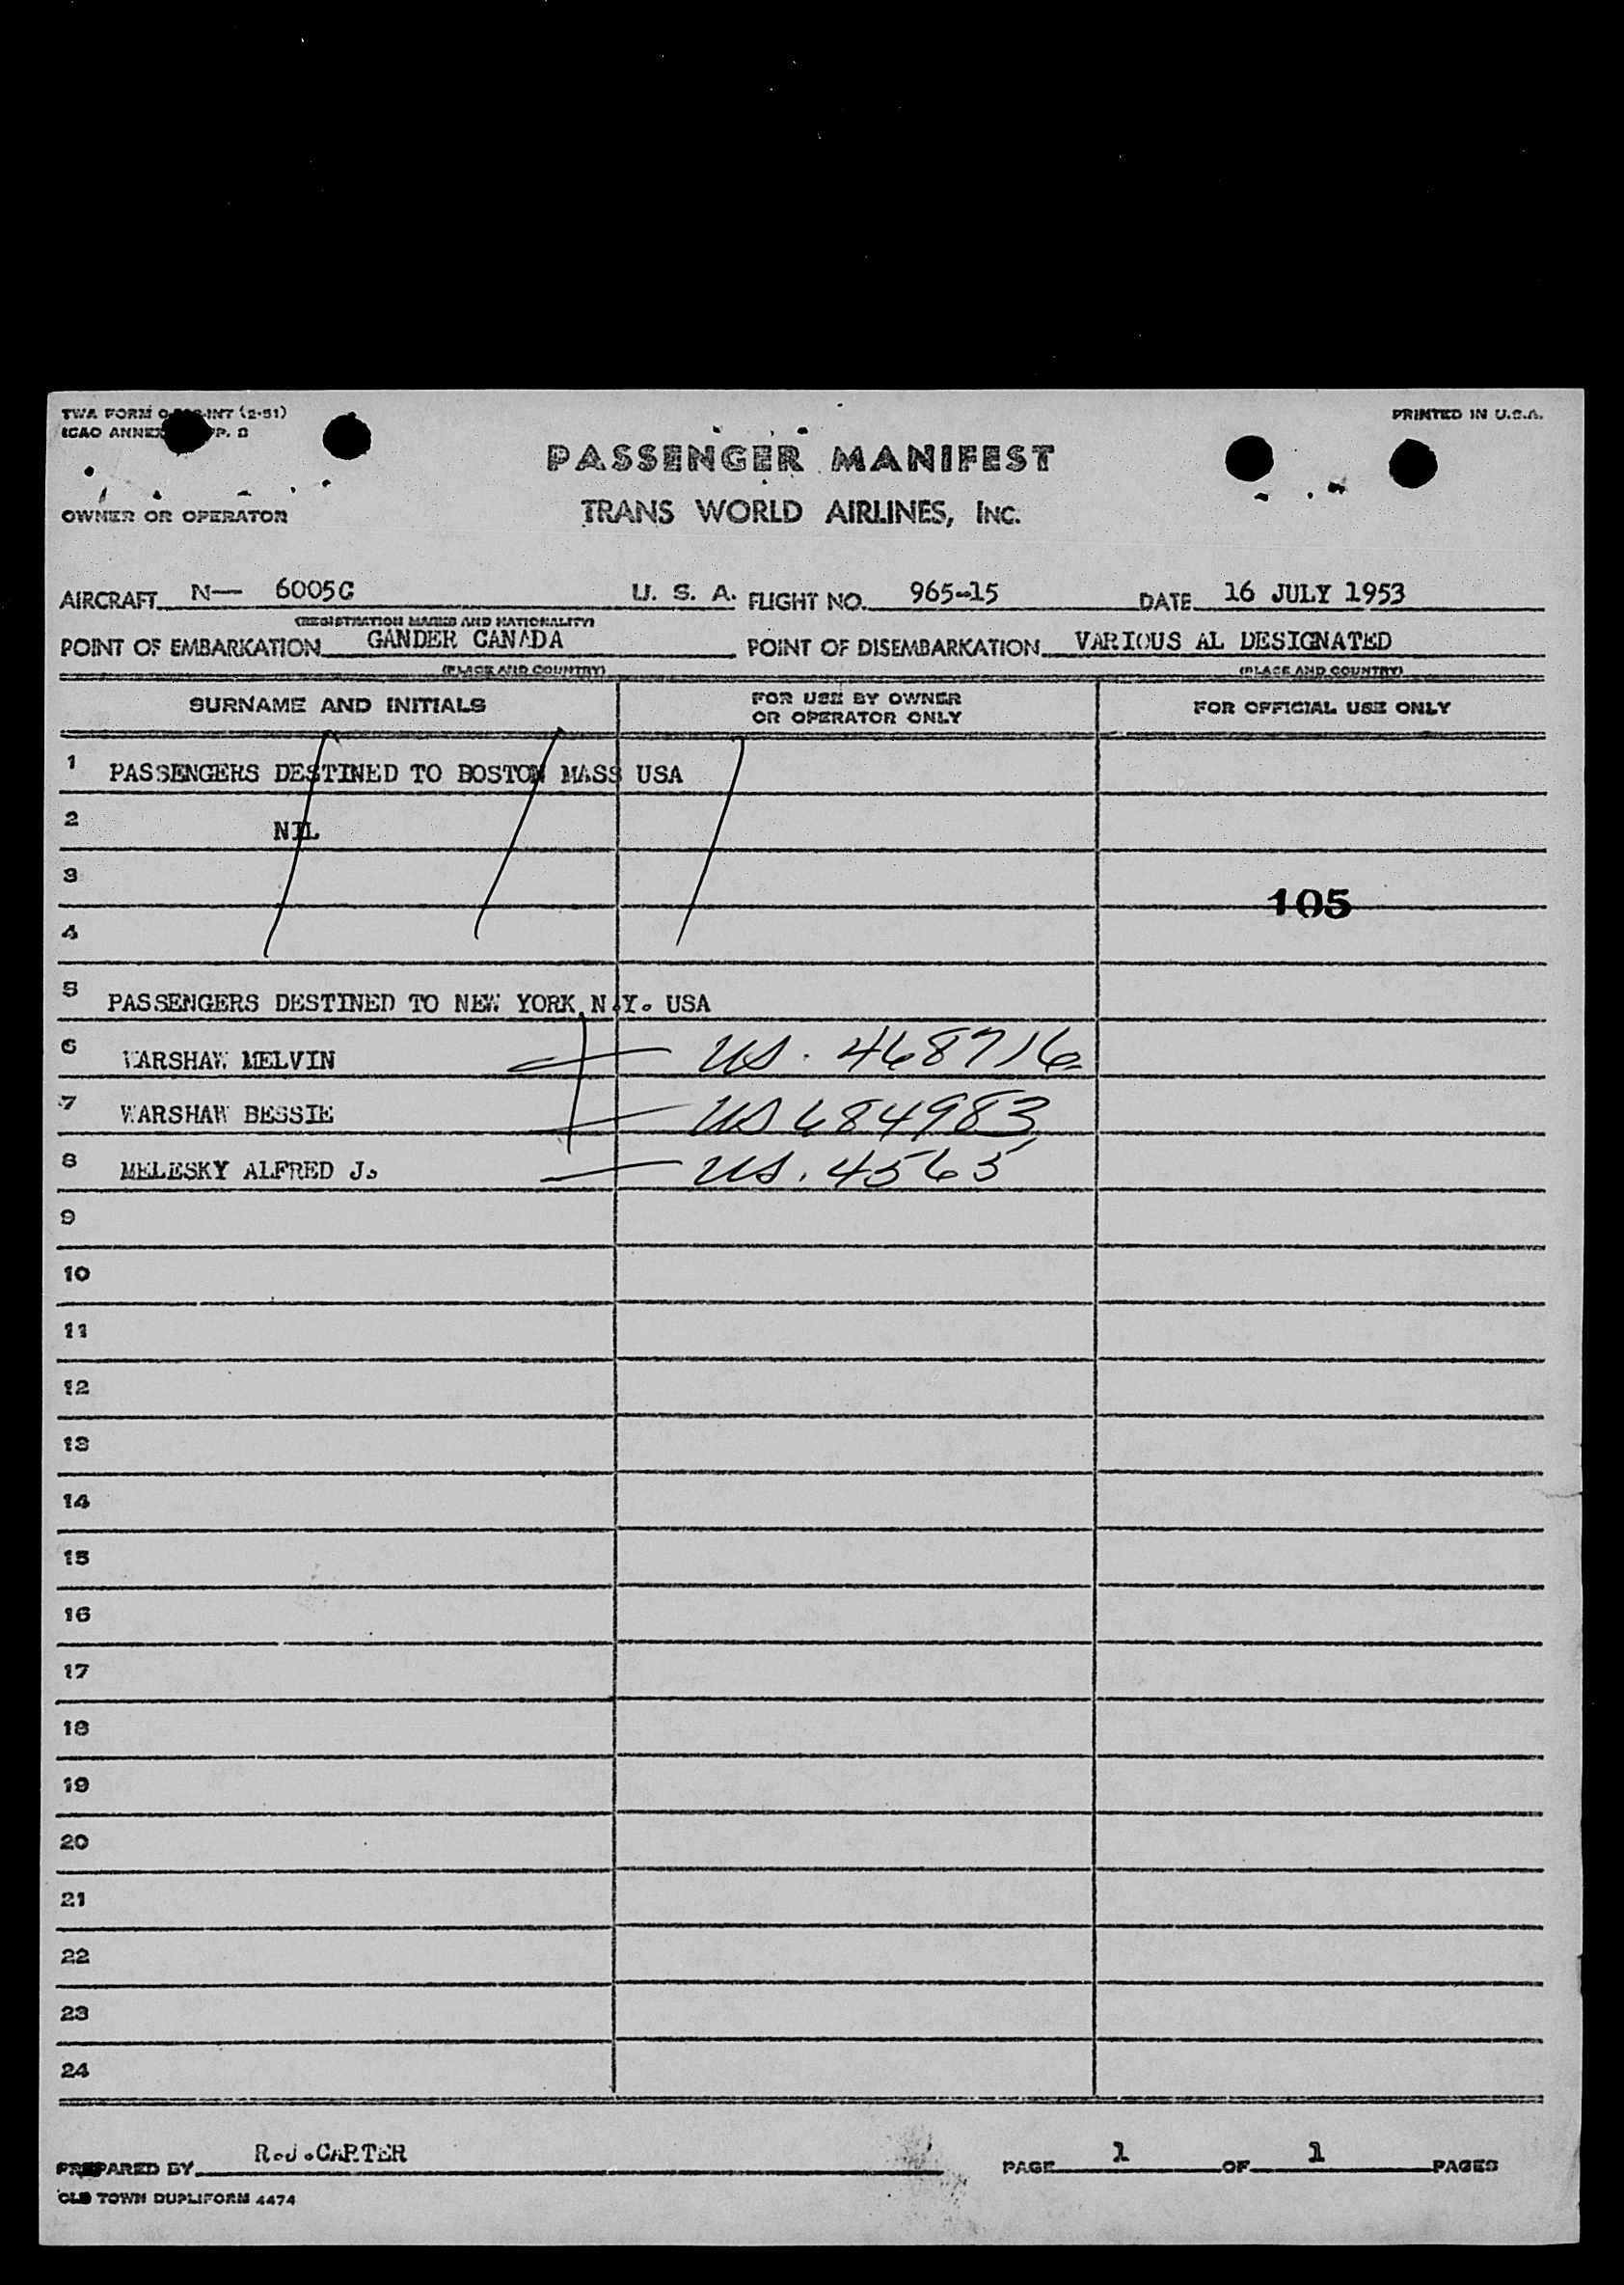 TWA FORM INT (2-51)
PRINTED IN U.S.A.
ICAO ANNEX P. D
PASSENGER MANIFEST
OWNER OR OPERATOR
TRANS WORLD AIRLINES, INC.
AIRCRAFT N— 6005C U. S. A. FLIGHT NO. 965-15 DATE 16 JULY 1953
(REGISTRATION MARKS AND NATIONALITY)
POINT OF EMBARKATION GANDER CANADA POINT OF DISEMBARKATION VARIOUS AL DESIGNATED
(PLACE AND COUNTRY) (PLACE AND COUNTRY)
SURNAME AND INITIALS FOR USE BY OWNER OR OPERATOR ONLY FOR OFFICIAL USE ONLY
1 PASSENGERS DESTINED TO BOSTON MASS USA
2 NIL
3
105
4
5 PASSENGERS DESTINED TO NEW YORK N.Y. USA
6 WARSHAW MELVIN — US. 468716
7 WARSHAW BESSIE — US 684983
8 MELESKY ALFRED J. — US. 4565
9
10
11
12
13
14
15
16
17
18
19
20
21
22
23
24
PREPARED BY R.J.CARTER PAGE 1 OF 1 PAGES
OLD TOWN DUPLIFORM 4474